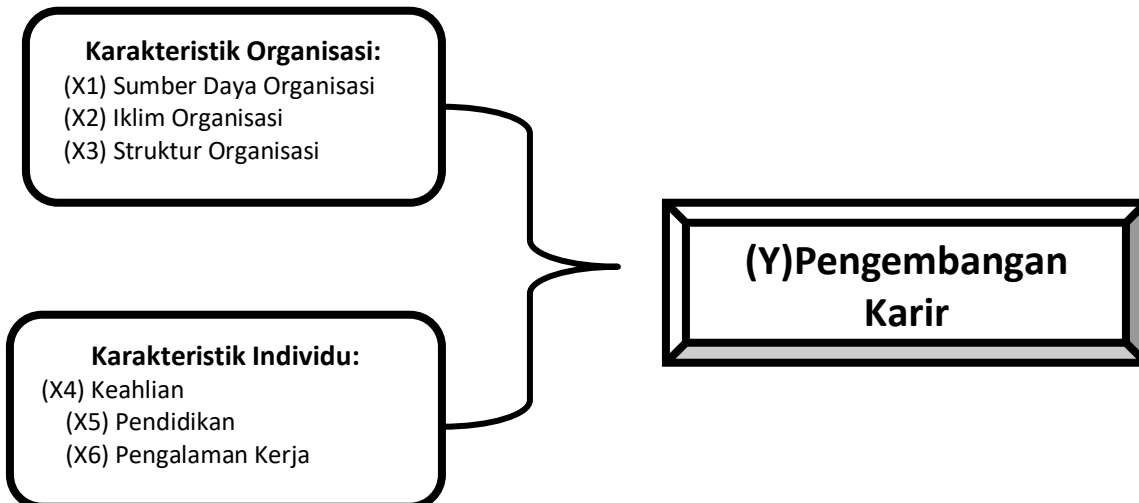 Karakteristik Organisasi:
(X1) Sumber Daya Organisasi
(X2) Iklim Organisasi
(X3) Struktur Organisasi
(Y)Pengembangan
Karir
Karakteristik Individu:
(X4) Keahlian
(X5) Pendidikan
(X6) Pengalaman Kerja